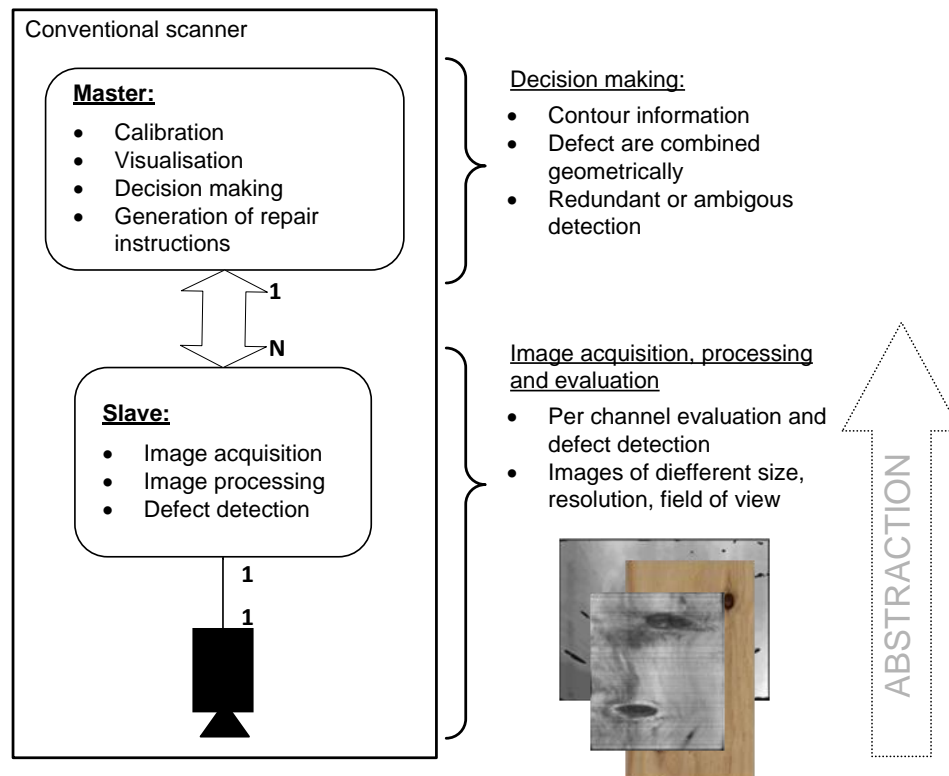 Conventional scanner
Master:
• Calibration
• Visualisation
• Decision making
• Generation of repair
instructions
1
N
Slave:
• Image acquisition
• Image processing
• Defect detection
1
1
Decision making:
• Contour information
• Defect are combined
geometrically
• Redundant or ambigous
detection
Image acquisition, processing
and evaluation
• Per channel evaluation and
defect detection
• Images of diefferent size,
resolution, field of view
ABSTRACTION